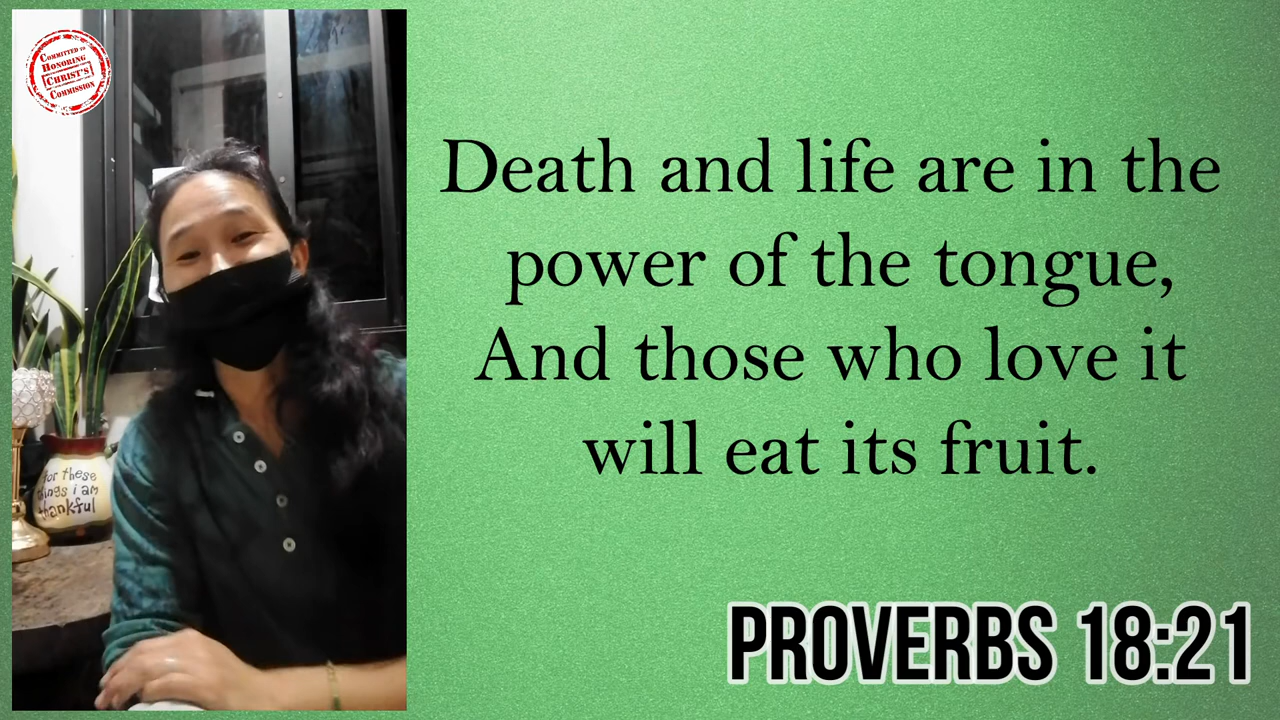 COMMITTED TO
HONORING
CHRIST'S
COMMISSION
for these
things i am
thankful
Death and life are in the
power of the tongue,
And those who love it
will eat its fruit.
PROVERBS 18:21